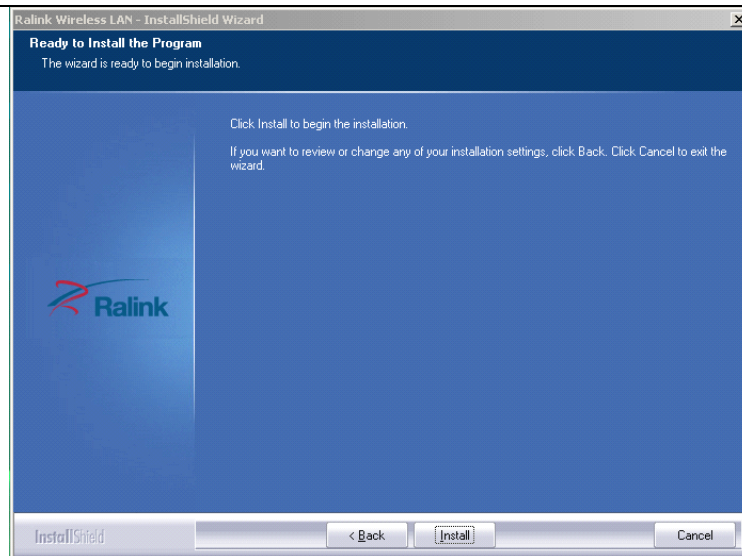 Ralink Wireless LAN - InstallShield Wizard
Ready to Install the Program
The wizard is ready to begin installation.
Click Install to begin the installation.
If you want to review or change any of your installation settings, click Back. Click Cancel to exit the
wizard.
Ralink
InstallShield
< Back
Install
Cancel